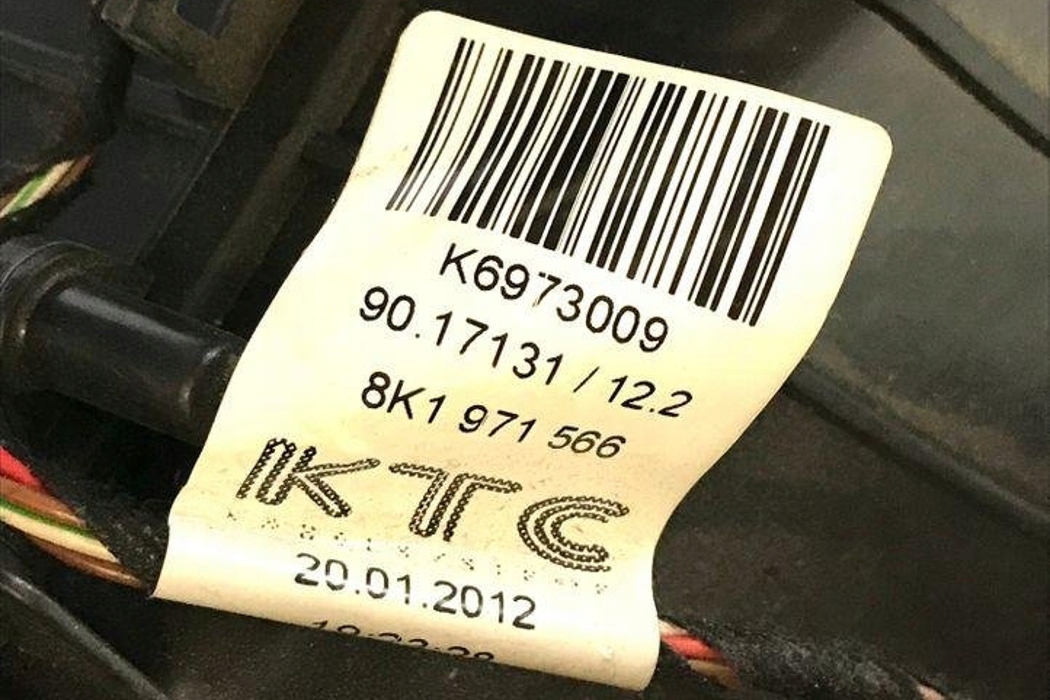 K6973009
90.17131 / 12.2
8K1 971 566
KTC
20.01.2012